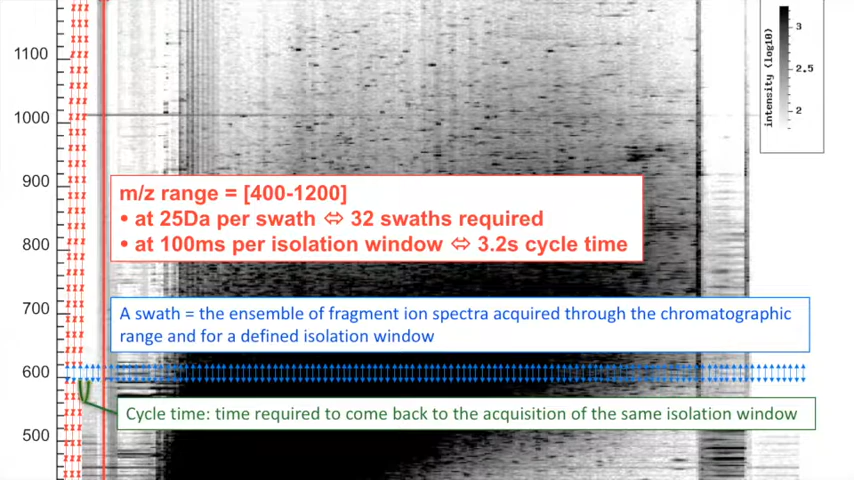 1100
1000
900
800
700
600
500
intensity (log10)
3
2.5
2
m/z range = [400-1200]
• at 25Da per swath ⇔ 32 swaths required
• at 100ms per isolation window ⇔ 3.2s cycle time
A swath = the ensemble of fragment ion spectra acquired through the chromatographic
range and for a defined isolation window
Cycle time: time required to come back to the acquisition of the same isolation window